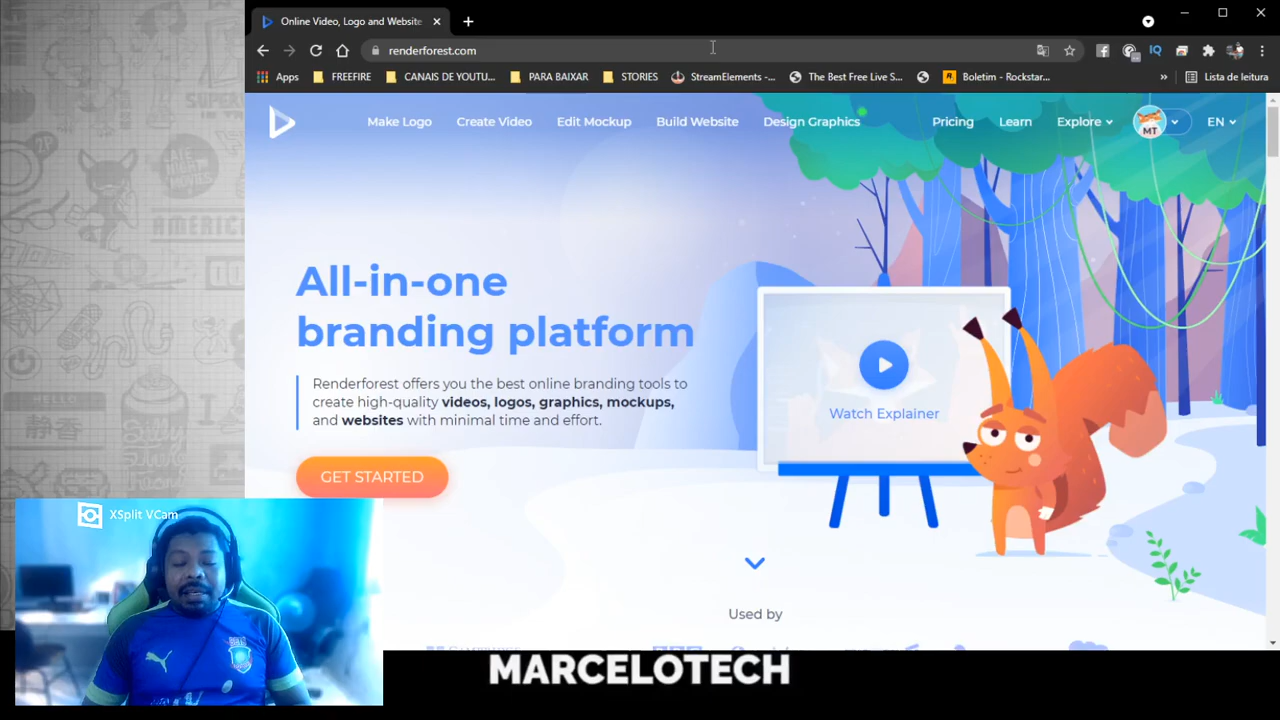 Online Video, Logo and Website
renderforest.com
Apps
FREEFIRE
CANAIS DE YOUTU...
PARA BAIXAR
STORIES
StreamElements -...
The Best Free Live S...
Boletim - Rockstar...
»
Lista de leitura
Make Logo
Create Video
Edit Mockup
Build Website
Design Graphics
Pricing
Learn
Explore
MT
EN
All-in-one
branding platform
Renderforest offers you the best online branding tools to
create high-quality videos, logos, graphics, mockups,
and websites with minimal time and effort.
GET STARTED
Watch Explainer
Used by
XSplit VCam
MARCELOTECH
AMERICAN
HELLO
静香